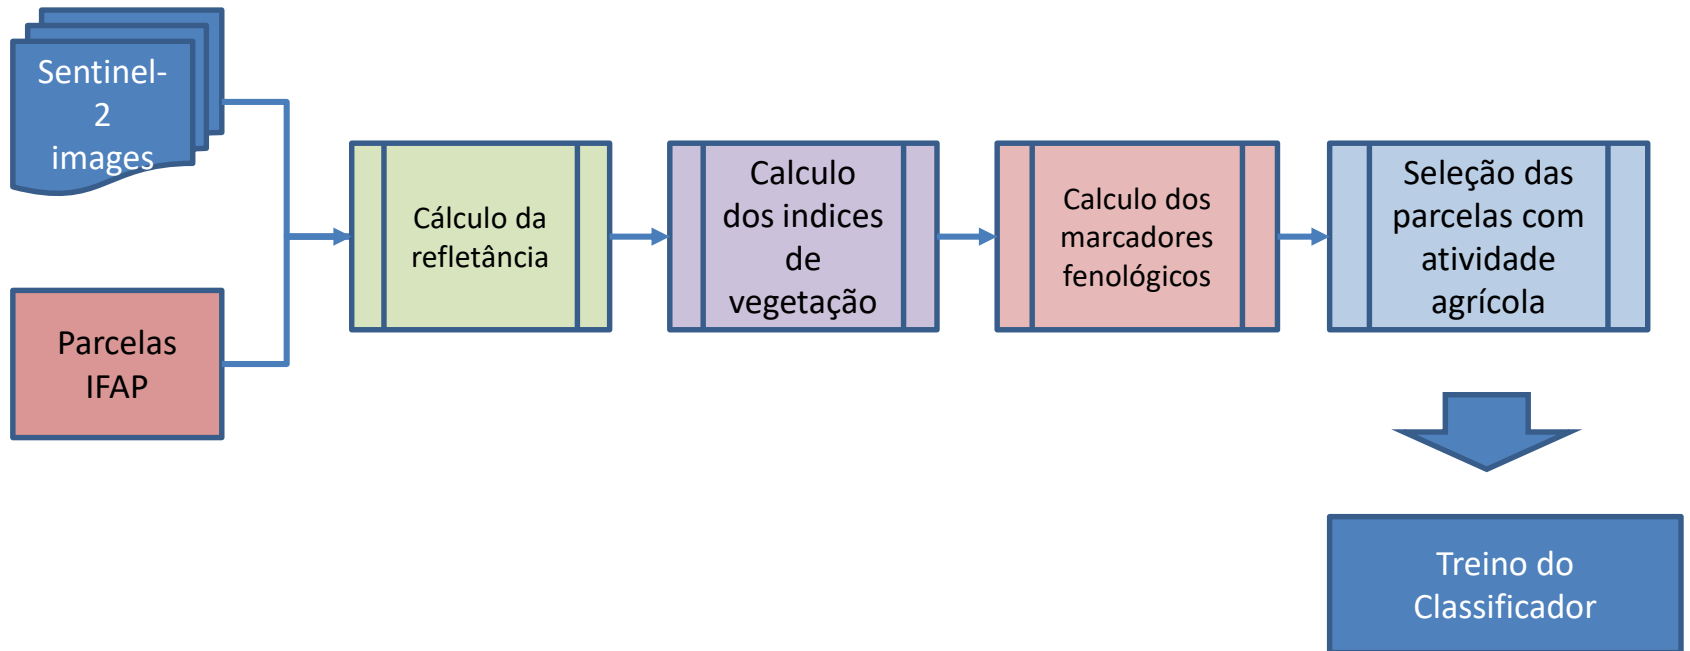 Sentinel-
2
images
Parcelas
IFAP
Cálculo da
refletância
Calculo
dos indices
de
vegetação
Calculo dos
marcadores
fenológicos
Seleção das
parcelas com
atividade
agrícola
Treino do
Classificador